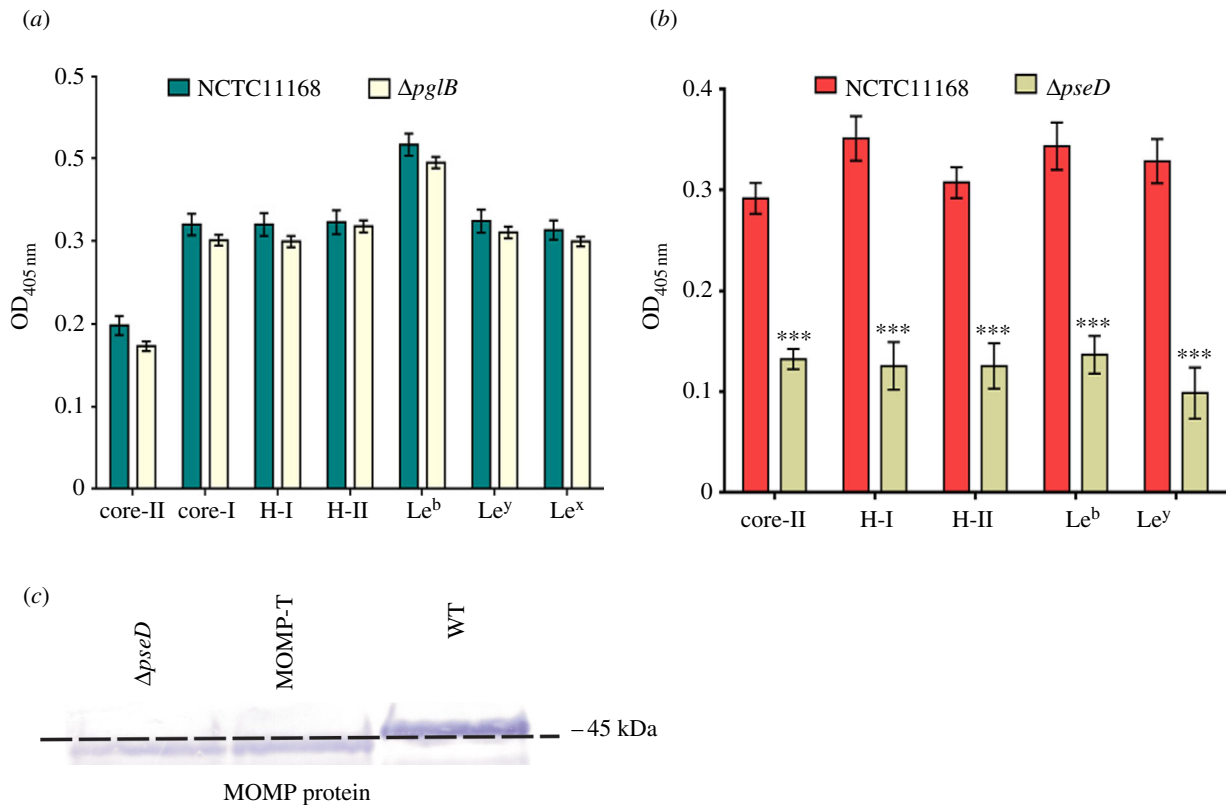 (a)
0.5
0.5
0.3
0.2
0.1
0
OD405 nm
NCTC11168
ΔpglB
core-II core-I H-I H-II Leb Ley Lex
(b)
0.4
0.3
0.2
0.1
0
OD405 nm
NCTC11168
ΔpseD
*** *** *** *** ***
core-II H-I H-II Leb Ley
(c)
ΔpseD
MOMP-T
WT
– 45 kDa
MOMP protein